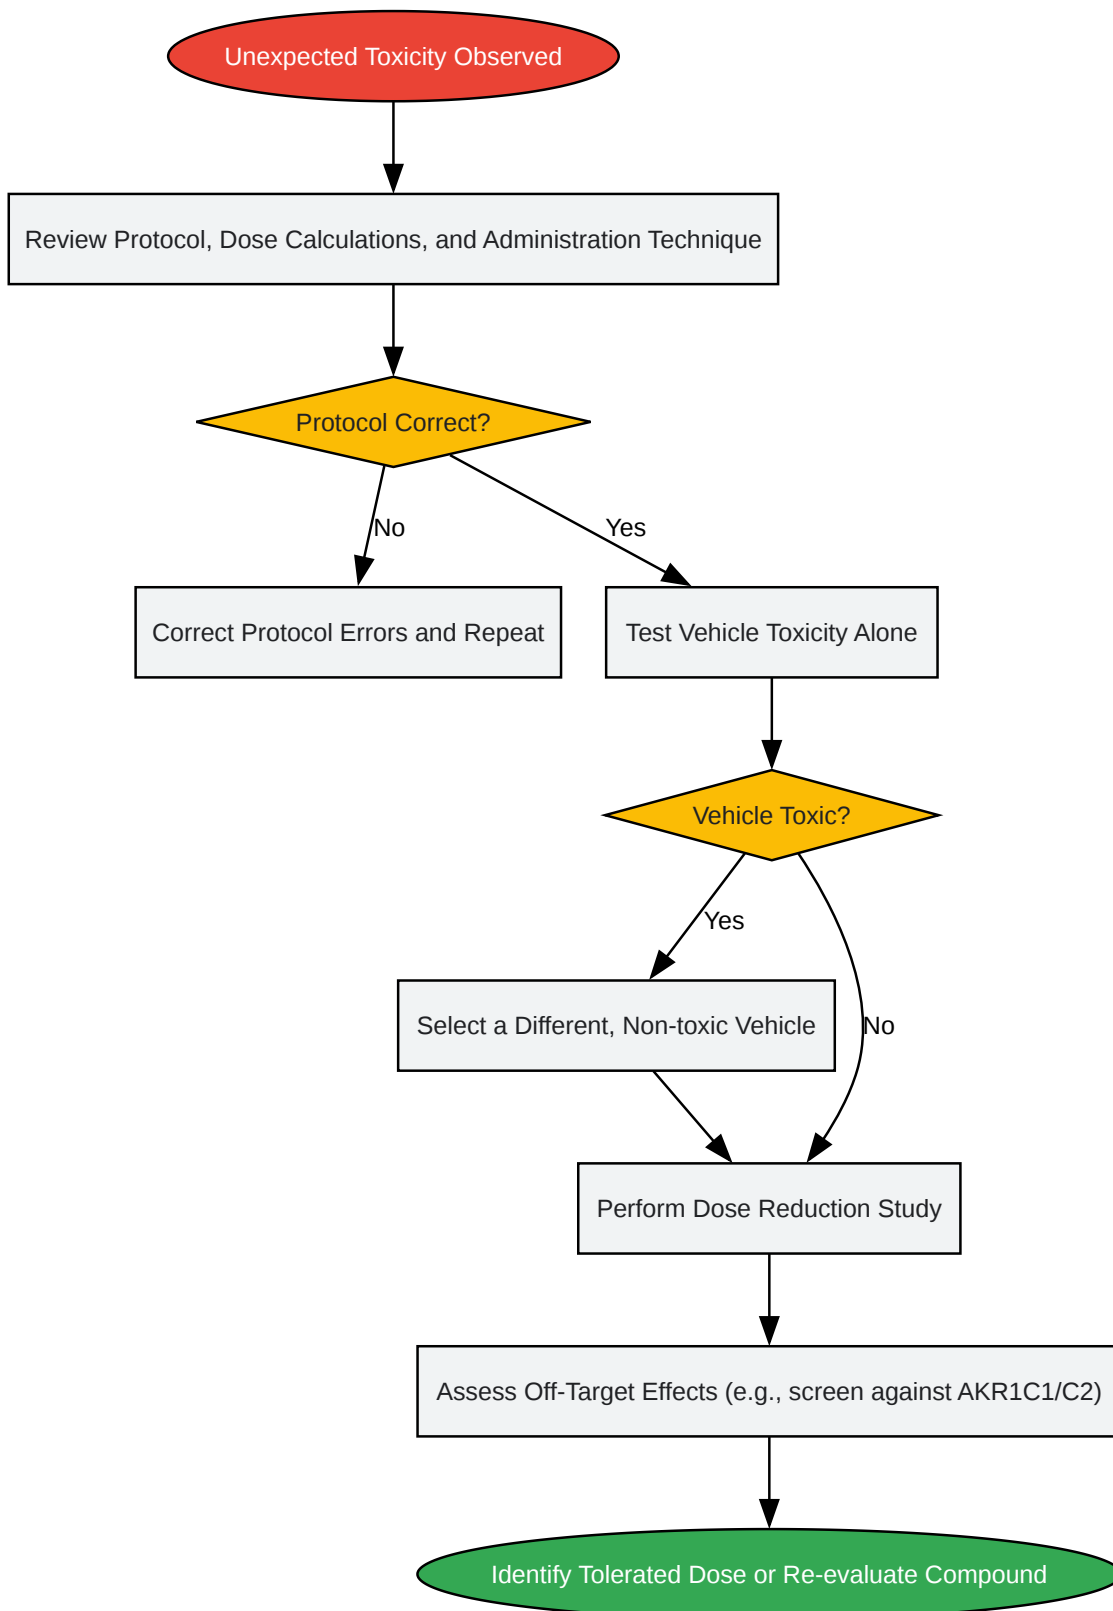 Unexpected Toxicity Observed
Review Protocol, Dose Calculations, and Administration Technique
Protocol Correct?
No
Yes
Correct Protocol Errors and Repeat
Test Vehicle Toxicity Alone
Vehicle Toxic?
Yes
Select a Different, Non-toxic Vehicle
No
Perform Dose Reduction Study
Assess Off-Target Effects (e.g., screen against AKR1C1/C2)
Identify Tolerated Dose or Re-evaluate Compound